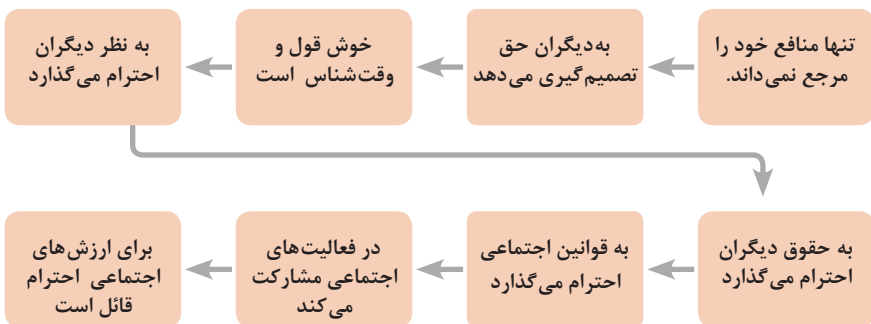 تنها منافع خود را
مرجع نمی‌داند.
به‌دیگران حق
تصمیم‌گیری می‌دهد
خوش قول و
وقت‌شناس است
به نظر دیگران
احترام می‌گذارد
به حقوق دیگران
احترام می‌گذارد
به قوانین اجتماعی
احترام می‌گذارد
در فعالیت‌های
اجتماعی مشارکت
می‌کند
برای ارزش‌های
اجتماعی احترام
قائل است